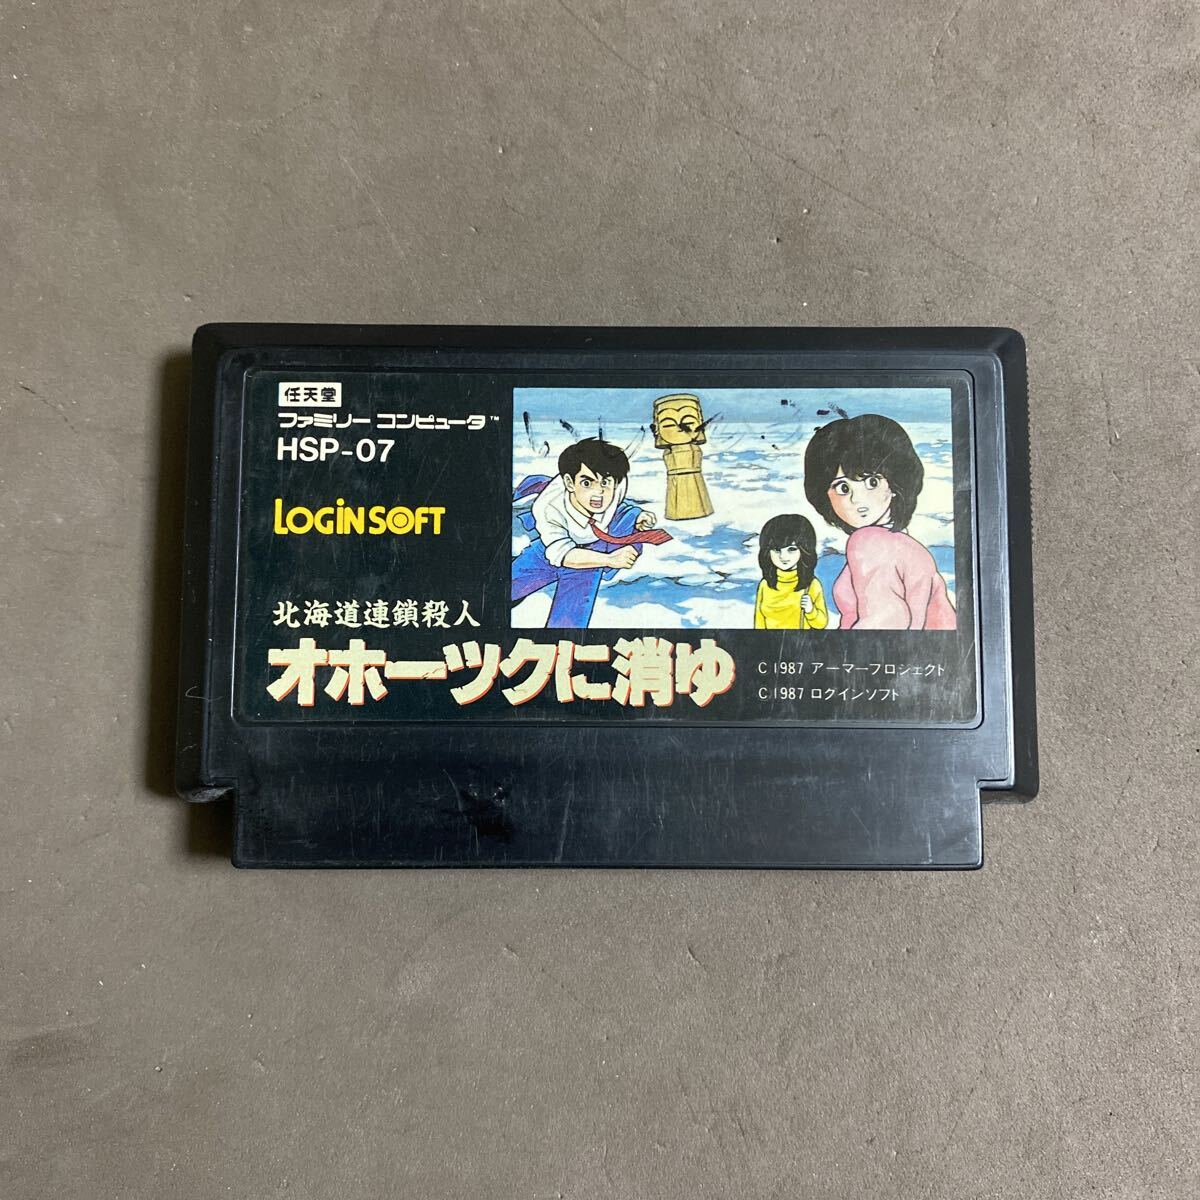 任天堂
ファミリーコンピュータ™
HSP-07
LOGiNSOFT
北海道連鎖殺人
オホーツクに消ゆ
C 1987 アーマープロジェクト
C 1987 ログインソフト